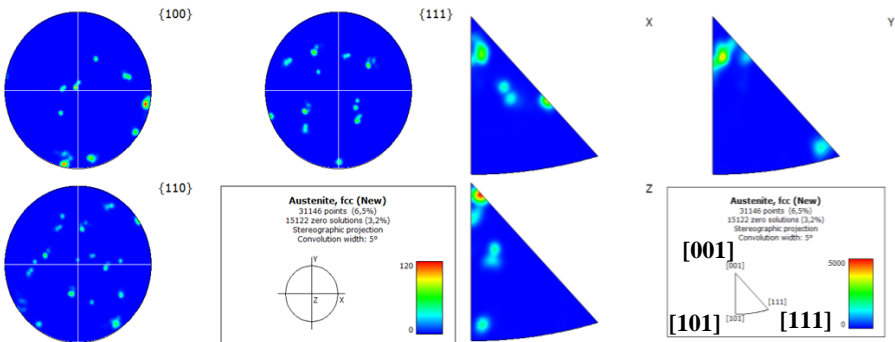 {100}
{111}
X
Y
{110}
Austenite, fcc (New)
31146 points (6,5%)
15122 zero solutions (3,2%)
Stereographic projection
Convolution width: 5º
Y
Z
X
120
0
Z
Austenite, fcc (New)
31146 points (6,5%)
15122 zero solutions (3,2%)
Stereographic projection
Convolution width: 5º
[001]
[001]
[111]
[101]
[101]
[111]
5000
0